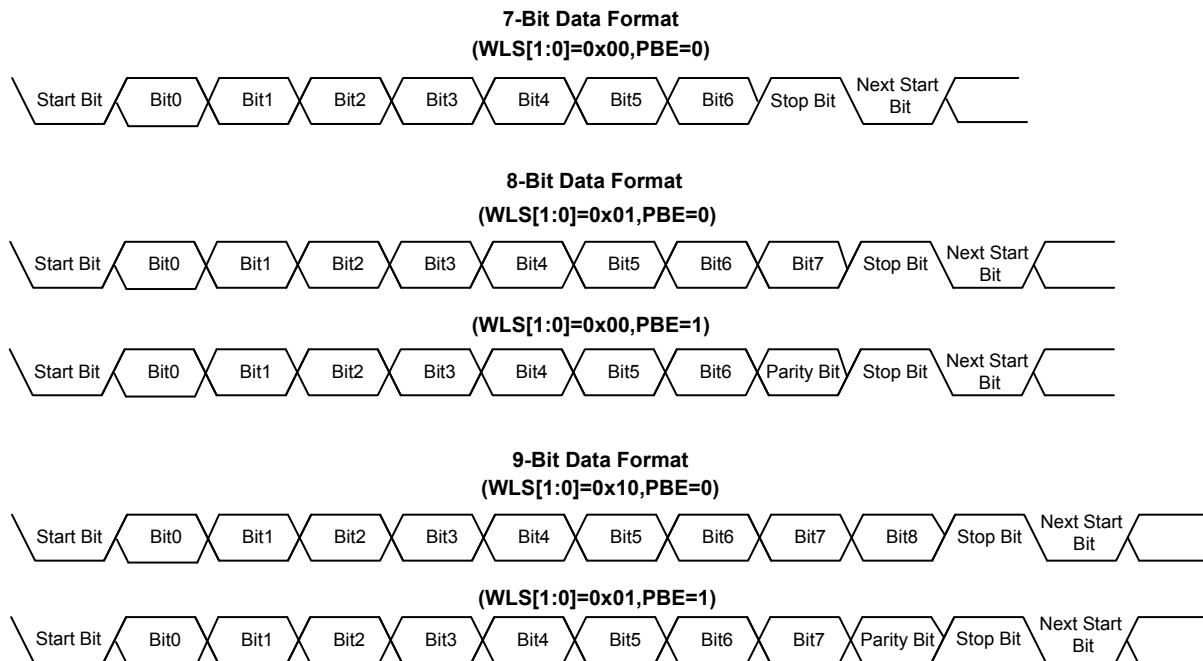 7-Bit Data Format
(WLS[1:0]=0x00,PBE=0)
Start Bit Bit0 Bit1 Bit2 Bit3 Bit4 Bit5 Bit6 Stop Bit Next Start Bit
8-Bit Data Format
(WLS[1:0]=0x01,PBE=0)
Start Bit Bit0 Bit1 Bit2 Bit3 Bit4 Bit5 Bit6 Bit7 Stop Bit Next Start Bit
(WLS[1:0]=0x00,PBE=1)
Start Bit Bit0 Bit1 Bit2 Bit3 Bit4 Bit5 Bit6 Parity Bit Stop Bit Next Start Bit
9-Bit Data Format
(WLS[1:0]=0x10,PBE=0)
Start Bit Bit0 Bit1 Bit2 Bit3 Bit4 Bit5 Bit6 Bit7 Bit8 Stop Bit Next Start Bit
(WLS[1:0]=0x01,PBE=1)
Start Bit Bit0 Bit1 Bit2 Bit3 Bit4 Bit5 Bit6 Bit7 Parity Bit Stop Bit Next Start Bit